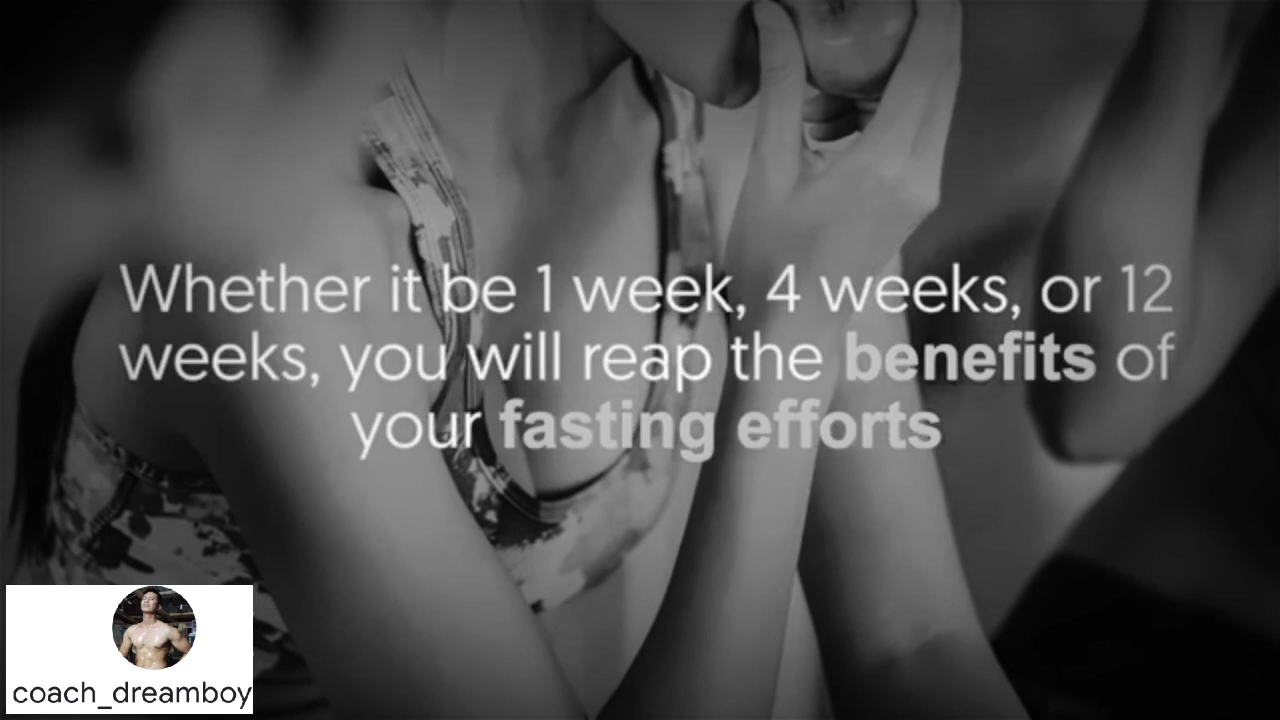 Whether it be 1 week, 4 weeks, or 12
weeks, you will reap the benefits of
your fasting efforts
coach_dreamboy